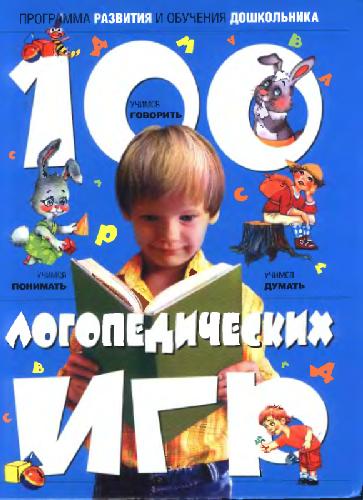 ПРОГРАММА РАЗВИТИЯ И ОБУЧЕНИЯ ДОШКОЛЬНИКА
100
УЧИМСЯ
ГОВОРИТЬ
УЧИМСЯ
ПОНИМАТЬ
УЧИМСЯ
ДУМАТЬ
ЛОГОПЕДИЧЕСКИХ
ИГР